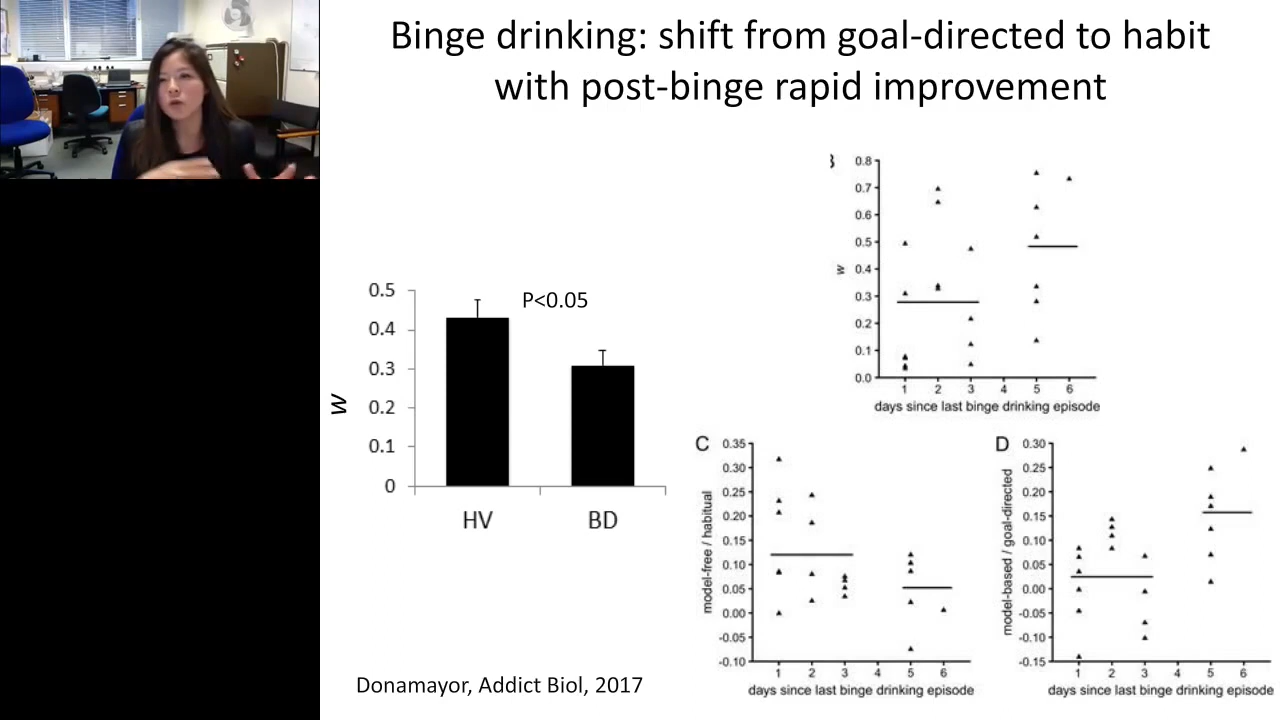 Binge drinking: shift from goal-directed to habit
with post-binge rapid improvement
0.5
0.4
0.3
0.2
0.1
0
w
P<0.05
HV
BD
0.8
0.7
0.6
0.5
0.4
0.3
0.2
0.1
0.0
w
1 2 3 4 5 6
days since last binge drinking episode
C
0.35
0.30
0.25
0.20
0.15
0.10
0.05
0.00
-0.05
-0.10
model-free / habitual
1 2 3 4 5 6
days since last binge drinking episode
D
0.30
0.25
0.20
0.15
0.10
0.05
0.00
-0.05
-0.10
-0.15
model-based / goal-directed
1 2 3 4 5 6
days since last binge drinking episode
Donamayor, Addict Biol, 2017